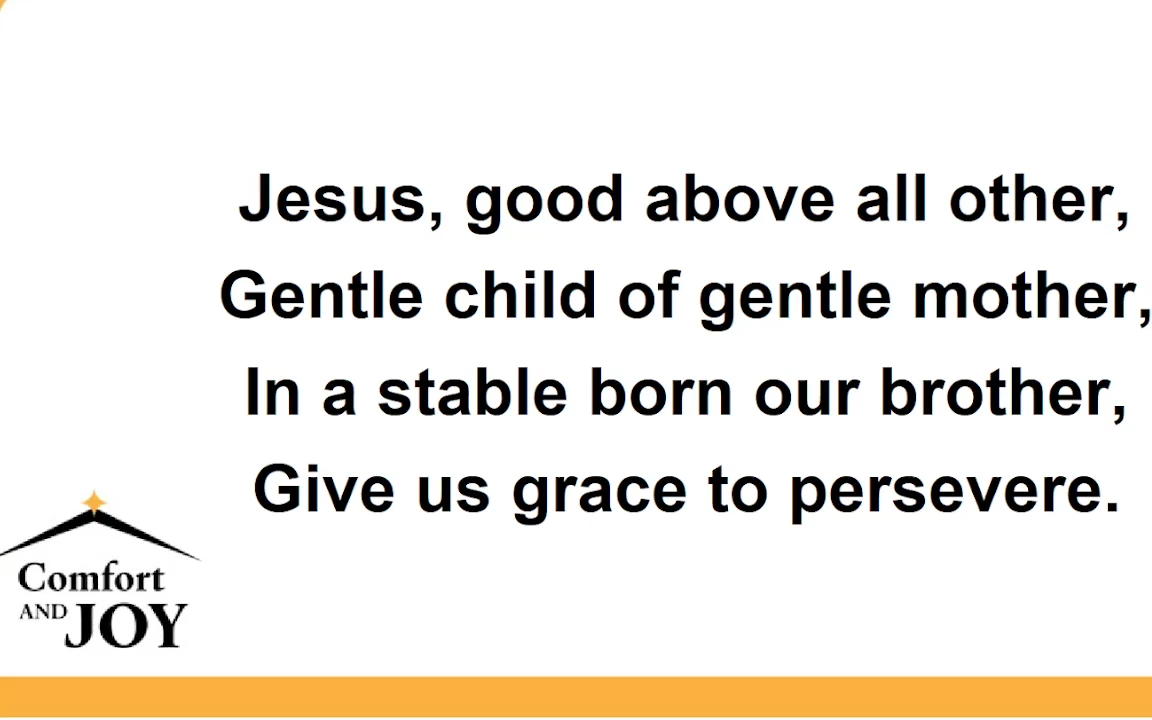 Jesus, good above all other,
Gentle child of gentle mother,
In a stable born our brother,
Give us grace to persevere.
Comfort
AND JOY